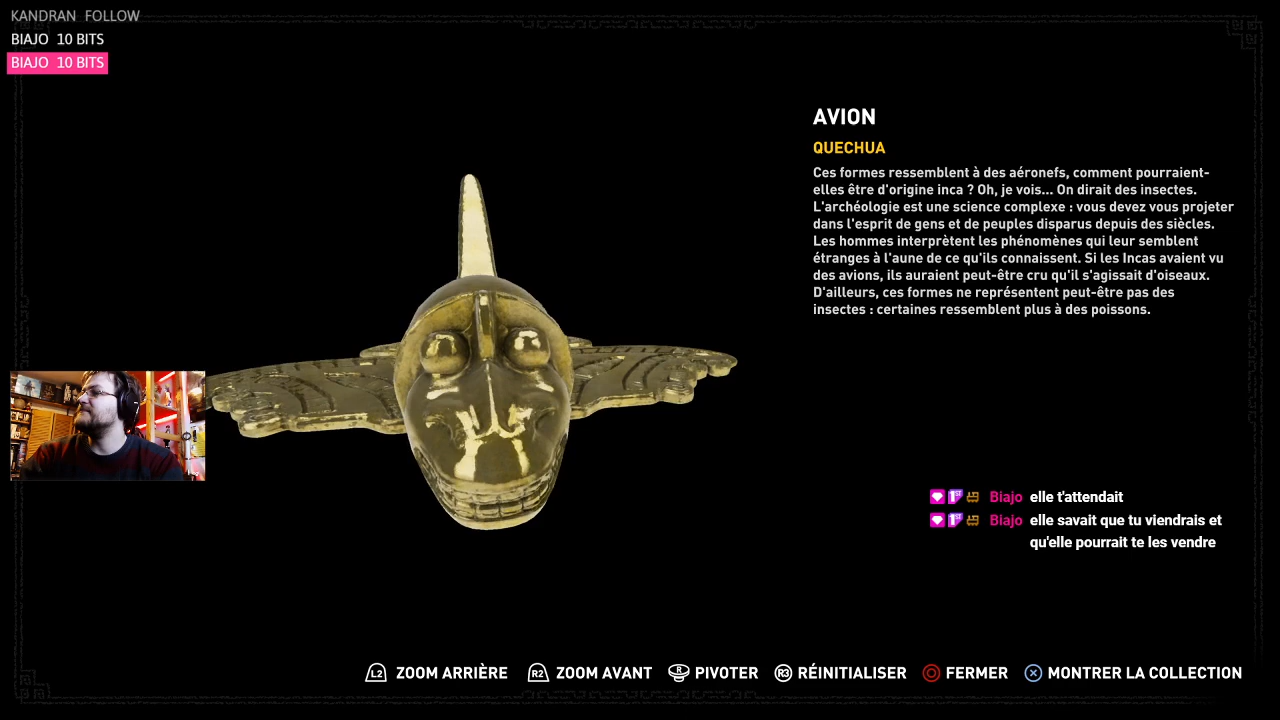 KANDRAN FOLLOW
BIAJO 10 BITS
BIAJO 10 BITS
AVION
QUECHUA
Ces formes ressemblent à des aéronefs, comment pourraient-
elles être d'origine inca ? Oh, je vois... On dirait des insectes.
L'archéologie est une science complexe : vous devez vous projeter
dans l'esprit de gens et de peuples disparus depuis des siècles.
Les hommes interprètent les phénomènes qui leur semblent
étranges à l'aune de ce qu'ils connaissent. Si les Incas avaient vu
des avions, ils auraient peut-être cru qu'il s'agissait d'oiseaux.
D'ailleurs, ces formes ne représentent peut-être pas des
insectes : certaines ressemblent plus à des poissons.
1ST Biajo elle t'attendait
1ST Biajo elle savait que tu viendrais et
qu'elle pourrait te les vendre
L2 ZOOM ARRIÈRE R2 ZOOM AVANT R PIVOTER R3 RÉINITIALISER FERMER MONTRER LA COLLECTION